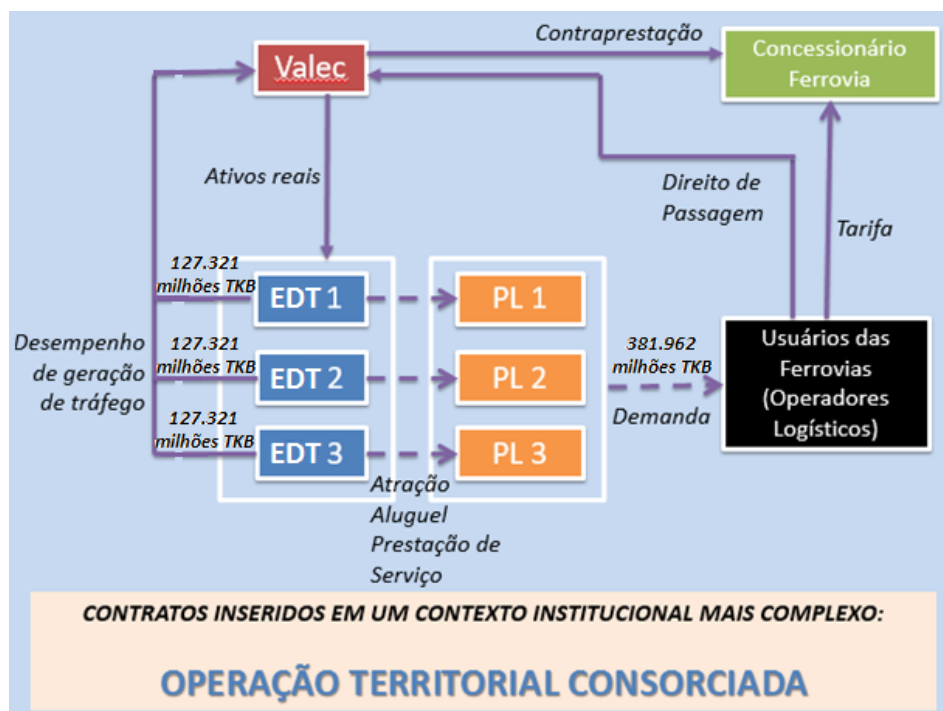 Contraprestação
Valec
Concessionário
Ferrovia
Ativos reais
Direito de
Passagem
Tarifa
127.321
milhões TKB
EDT 1
PL 1
Desempenho
de geração
de tráfego
127.321
milhões TKB
EDT 2
PL 2
381.962
milhões TKB
Demanda
Usuários das
Ferrovias
(Operadores
Logísticos)
127.321
milhões TKB
EDT 3
PL 3
Atração
Aluguel
Prestação de
Serviço
CONTRATOS INSERIDOS EM UM CONTEXTO INSTITUCIONAL MAIS COMPLEXO:
OPERAÇÃO TERRITORIAL CONSORCIADA